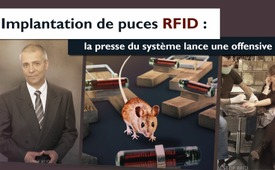 Implantation de puces RFID :
la presse du système lance une offensive